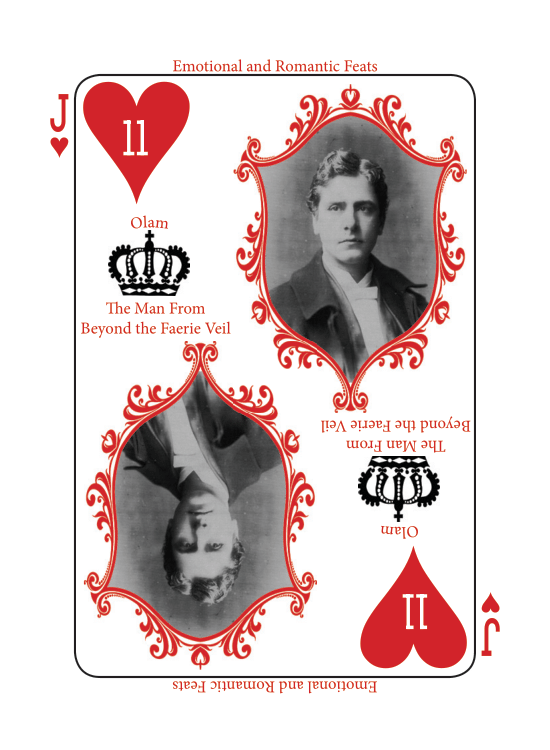 Emotional and Romantic Feats
J
11
Olam
The Man From
Beyond the Faerie Veil
Beyond the Faerie Veil
The Man From
Olam
11
J
Emotional and Romantic Feats